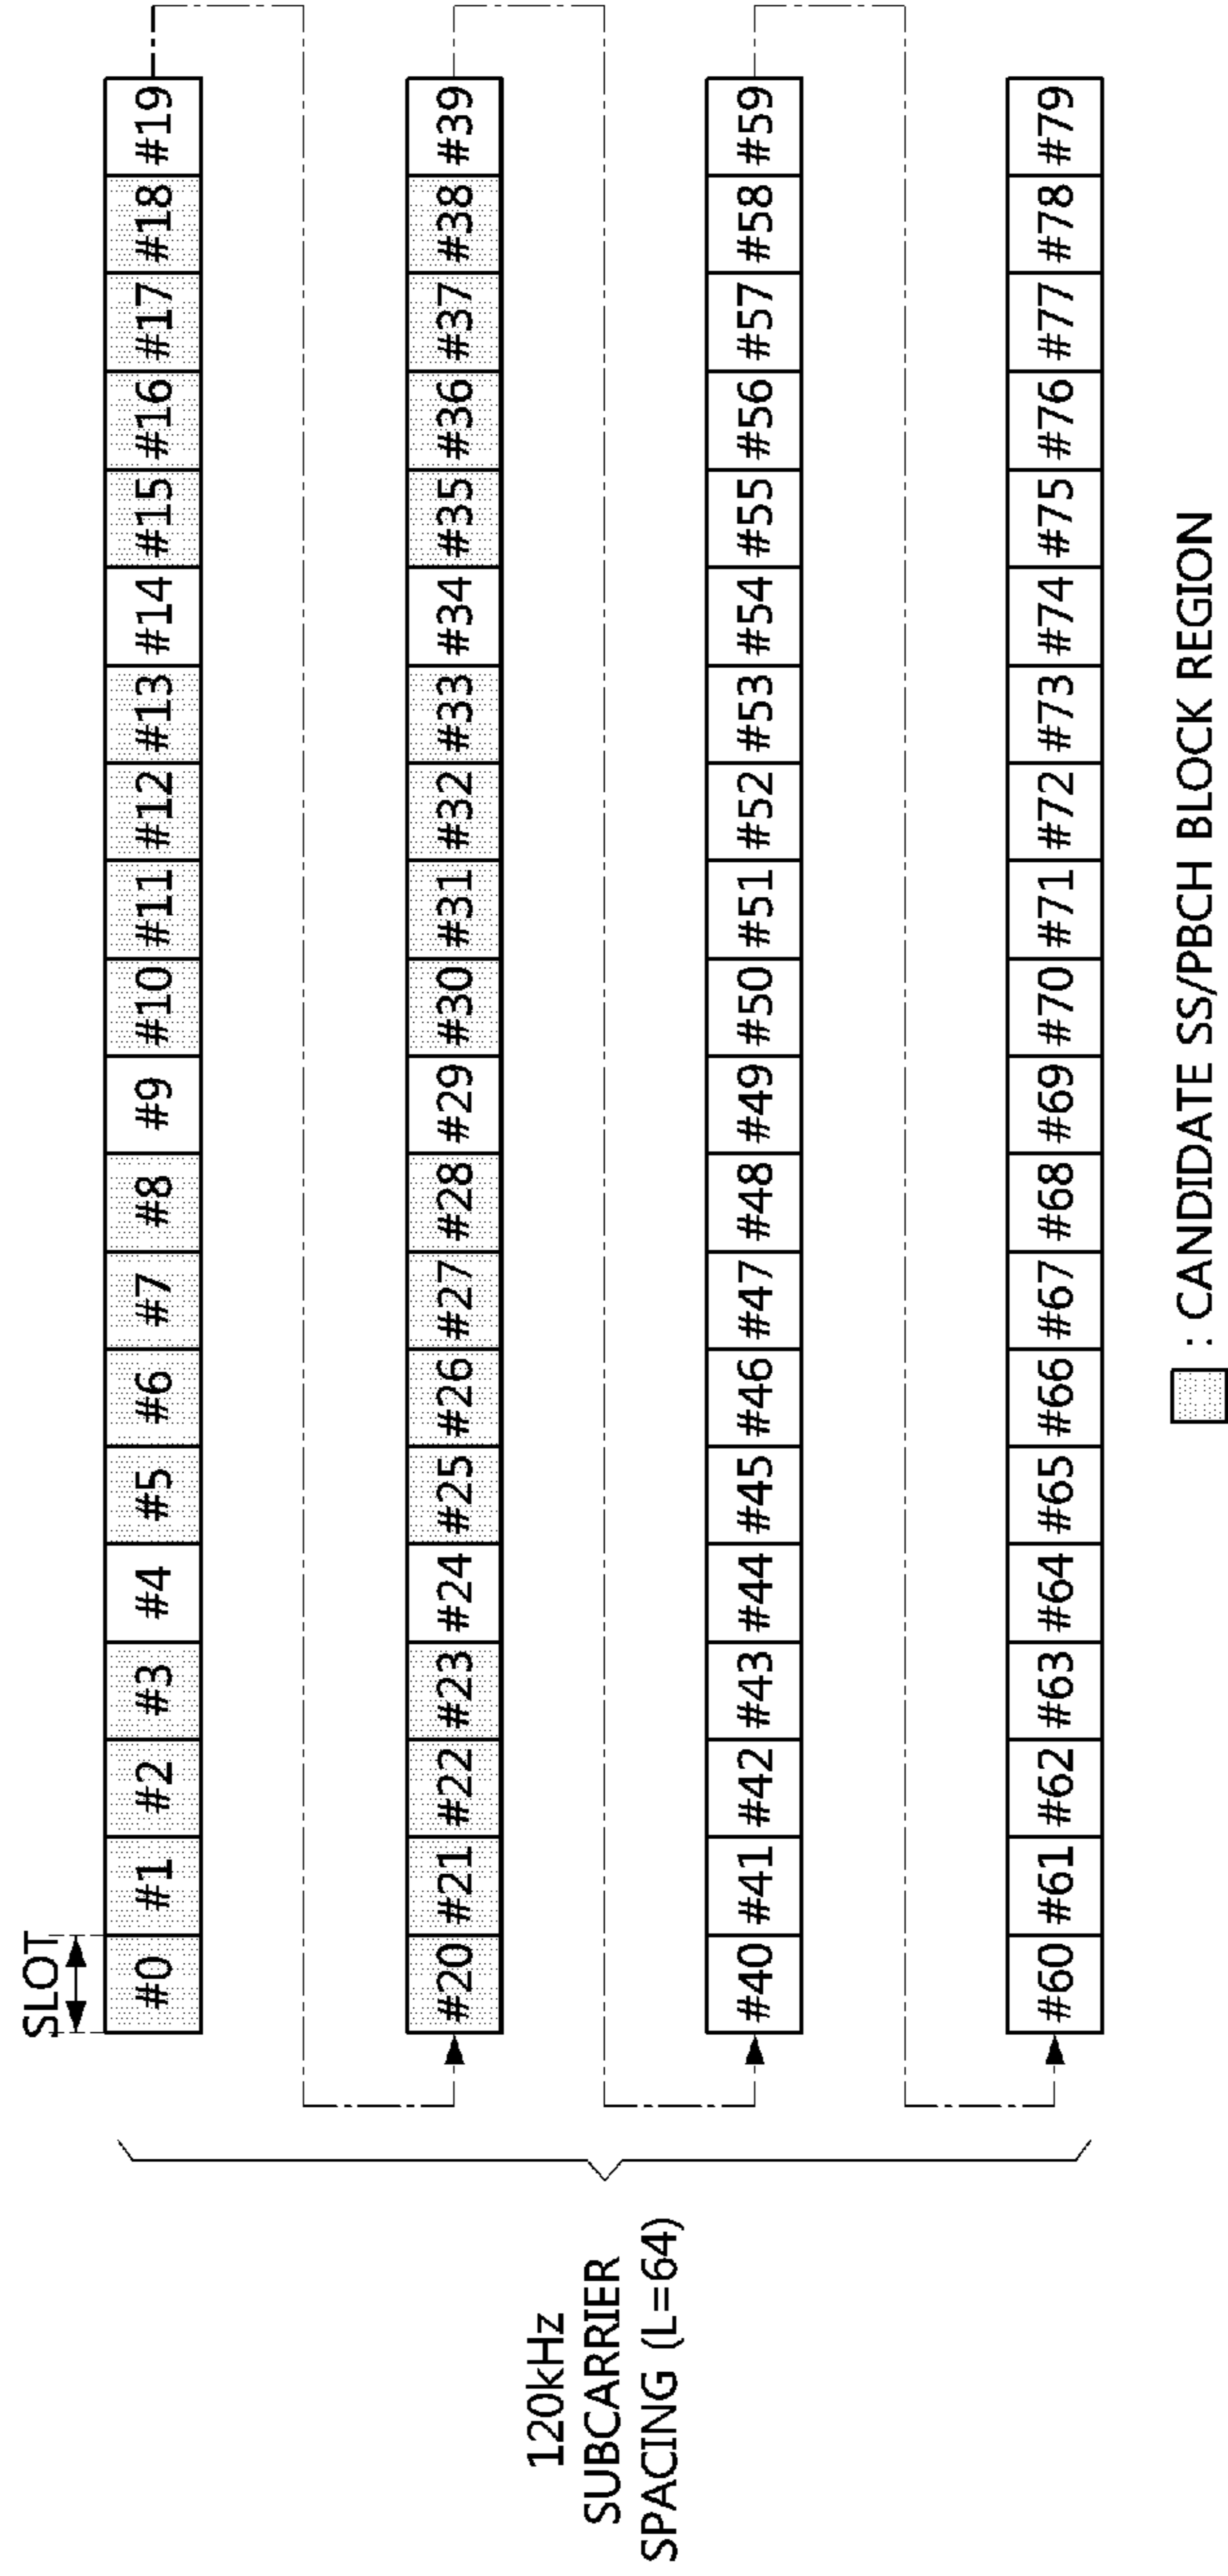 SLOT
#0 #1 #2 #3 #4 #5 #6 #7 #8 #9 #10 #11 #12 #13 #14 #15 #16 #17 #18 #19
#20 #21 #22 #23 #24 #25 #26 #27 #28 #29 #30 #31 #32 #33 #34 #35 #36 #37 #38 #39
120kHz
SUBCARRIER
SPACING (L=64)
#40 #41 #42 #43 #44 #45 #46 #47 #48 #49 #50 #51 #52 #53 #54 #55 #56 #57 #58 #59
#60 #61 #62 #63 #64 #65 #66 #67 #68 #69 #70 #71 #72 #73 #74 #75 #76 #77 #78 #79
: CANDIDATE SS/PBCH BLOCK REGION